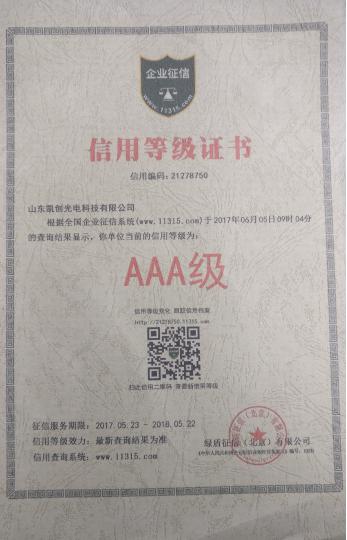 企业征信
www.11315.com
信用等级证书
信用编码:21278750
山东凯创光电科技有限公司
根据全国企业征信系统(www.11315.com)于2017年06月05日09时04分
的查询结果显示,你单位当前的信用等级为:
AAA级
信用等级变化 跟踪信用档案
http://21278750.11315.com
扫此信用二维码 查最新信用等级
征信服务期限:2017.05.23 - 2018.05.22
信用等级效力:最新查询结果为准
信用查询系统:www.11315.com
绿盾征信(北京)有限公司